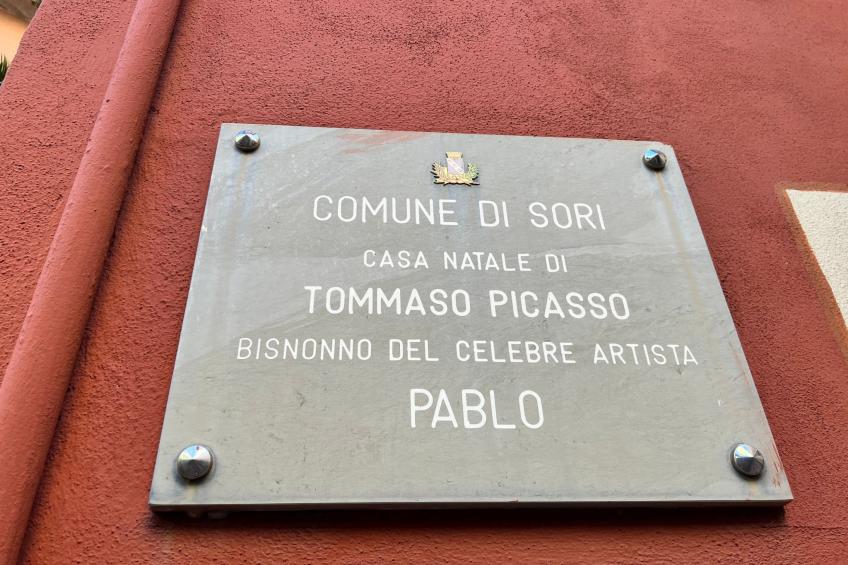 COMUNE DI SORI
CASA NATALE DI
TOMMASO PICASSO
BISNONNO DEL CELEBRE ARTISTA
PABLO